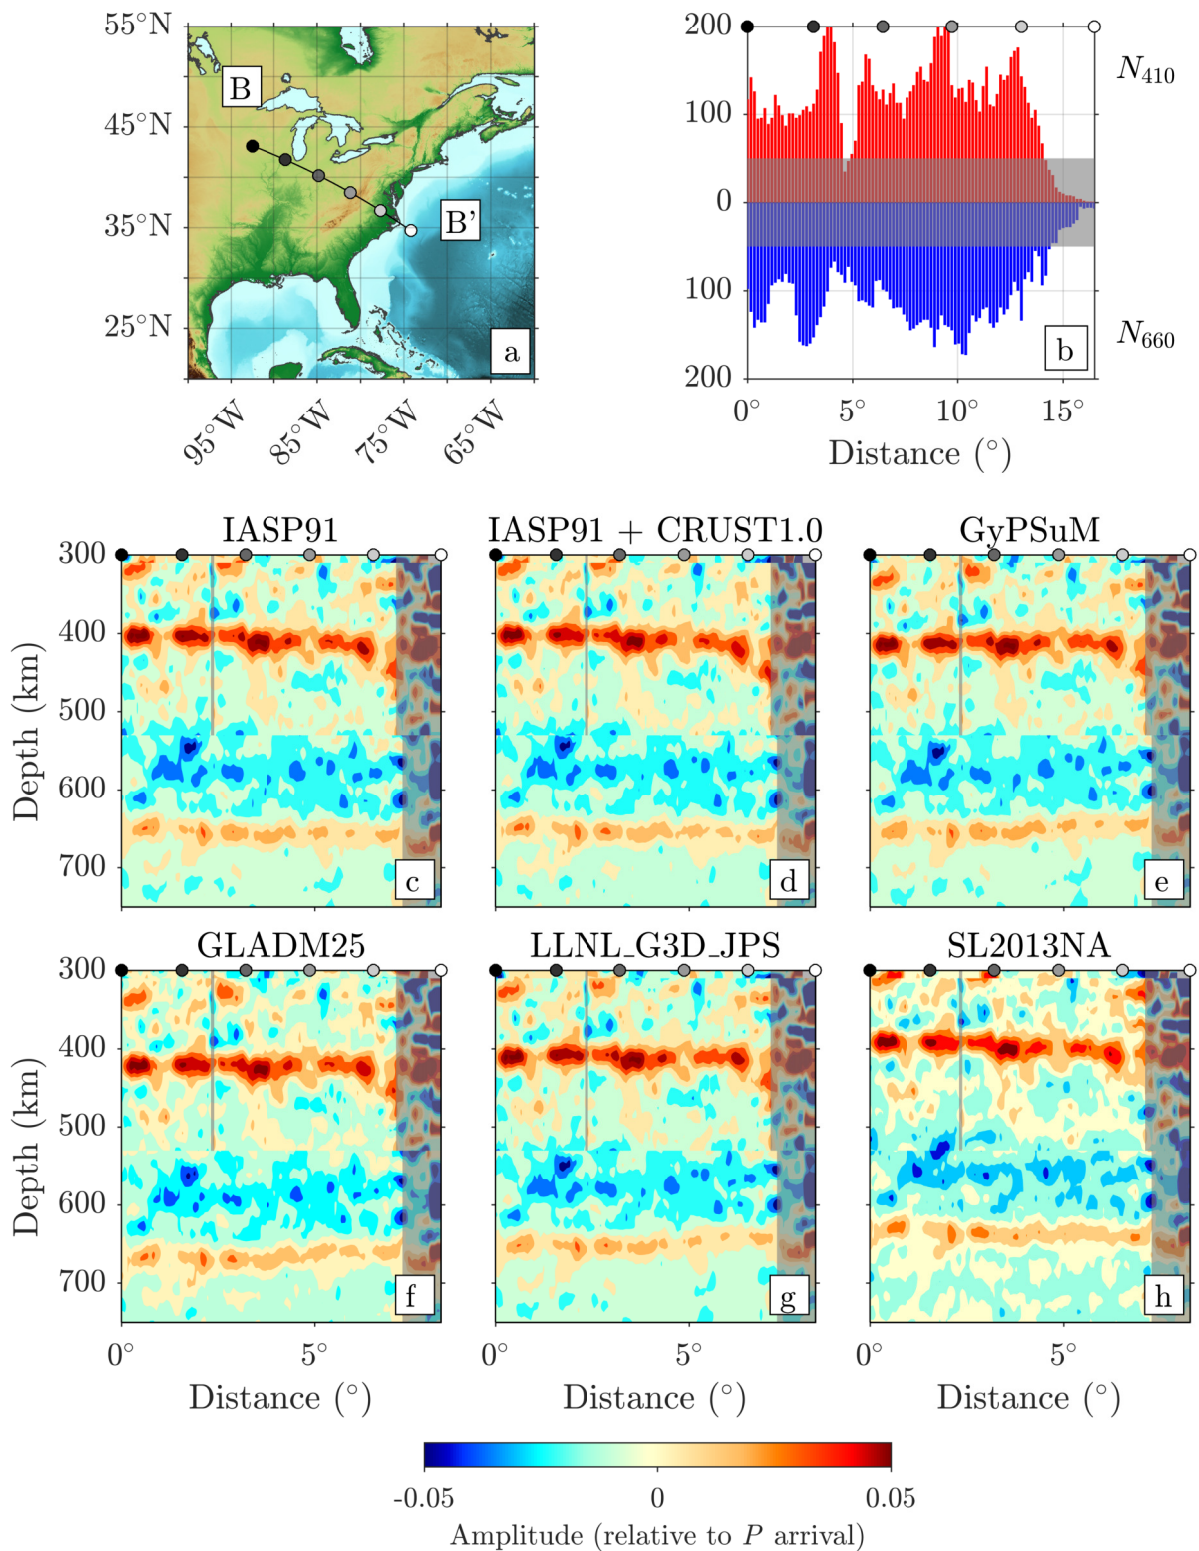 55°N
45°N
35°N
25°N
95°W
85°W
75°W
65°W
B
B'
a
200
100
0
100
200
0°
5°
10°
15°
Distance (°)
N410
N660
b
IASP91
IASP91 + CRUST1.0
GyPSuM
300
400
500
600
700
Depth (km)
c
d
e
GLADM25
LLNL_G3D_JPS
SL2013NA
300
400
500
600
700
Depth (km)
f
g
h
0°
5°
0°
5°
0°
5°
Distance (°)
Distance (°)
Distance (°)
-0.05
0
0.05
Amplitude (relative to P arrival)